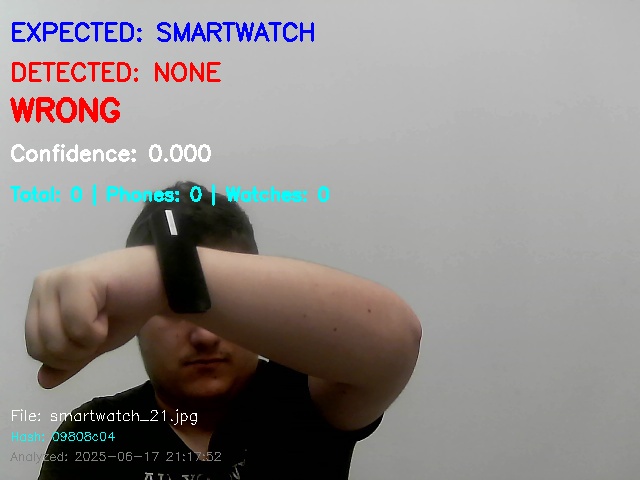 EXPECTED: SMARTWATCH
DETECTED: NONE
WRONG
Confidence: 0.000
Total: 0 | Phones: 0 | Watches: 0
File: smartwatch_21.jpg
Hash: 09808c04
Analyzed: 2025-06-17 21:17:52